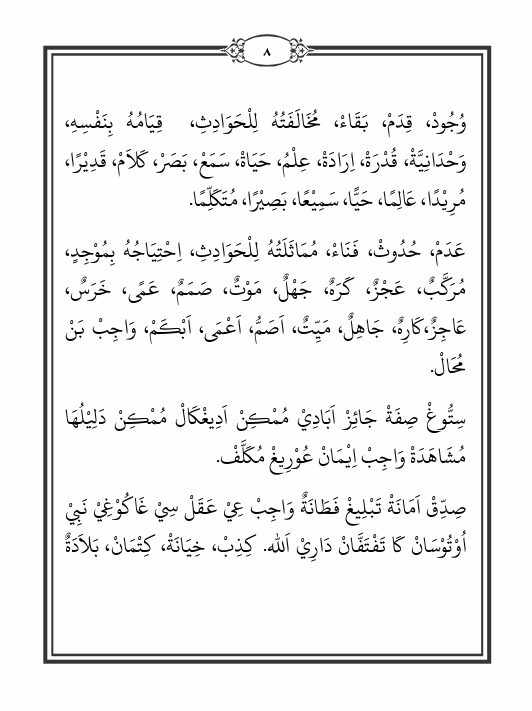 ٨
وُجُودْ، قِدَمْ، بَقَاءْ، مُخَالَفَتُهُ لِلْحَوَادِثِ، قِيَامُهُ بِنَفْسِهِ،
وَحْدَانِيَّةْ، قُدْرَةْ، اِرَادَةْ، عِلْمُ، حَيَاةْ، سَمَعْ، بَصَرْ، كَلاَمْ، قَدِيْرًا،
مُرِيْدًا، عَالِمًا، حَيًّا، سَمِيْعًا، بَصِيْرًا، مُتَكَلِّمًا.
عَدَمْ، حُدُوثْ، فَنَاءْ، مُمَاثَلَتُهُ لِلْحَوَادِثِ، اِحْتِيَاجُهُ بِمُوْجِدٍ،
مُرَكَّبٌ، عَجْزٌ، كَرَهٌ، جَهْلٌ، مَوْتٌ، صَمَمٌ، عَمًى، خَرَسٌ،
عَاجِزٌ،كَارِهٌ، جَاهِلٌ، مَيِّتٌ، اَصَمُّ، اَعْمَى، اَبْكَمْ، وَاجِبْ بَنْ
مُحَالْ.
سِتُّوغْ صِفَةْ جَائِزْ اَبَادِيْ مُمْكِنْ اَدِيغْكَالْ مُمْكِنْ دَلِيْلُهَا
مُشَاهَدَةْ وَاجِبْ اِيْمَانْ عُوْرِيغْ مُكَلَّفْ.
صِدِّقْ اَمَانَةْ تَبْلِيغْ فَطَانَةٌ وَاجِبْ عِيْ عَقَلْ سِيْ غَاكُوْغِيْ نَبِيْ
اُوْتُوْسَانْ كَا تَفْتَفَّانْ دَارِيْ اَلله. كِذِبْ، خِيَانَةْ، كِتْمَانْ، بَلاَدَةٌ